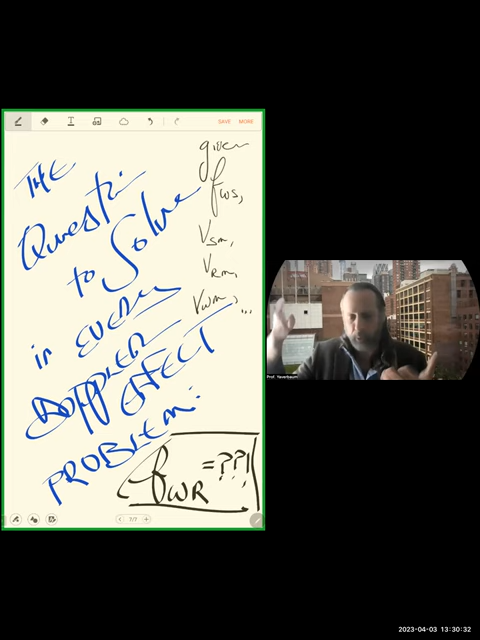 SAVE MORE
given
fws,
Vsm,
VRm,
Vwm, ...
THE
Question
to Solve
in EVERY
DOPPLER
EFFECT
PROBLEM:
fWR = ??!
7/7
Prof. Yaverbaum
2023-04-03 13:30:32